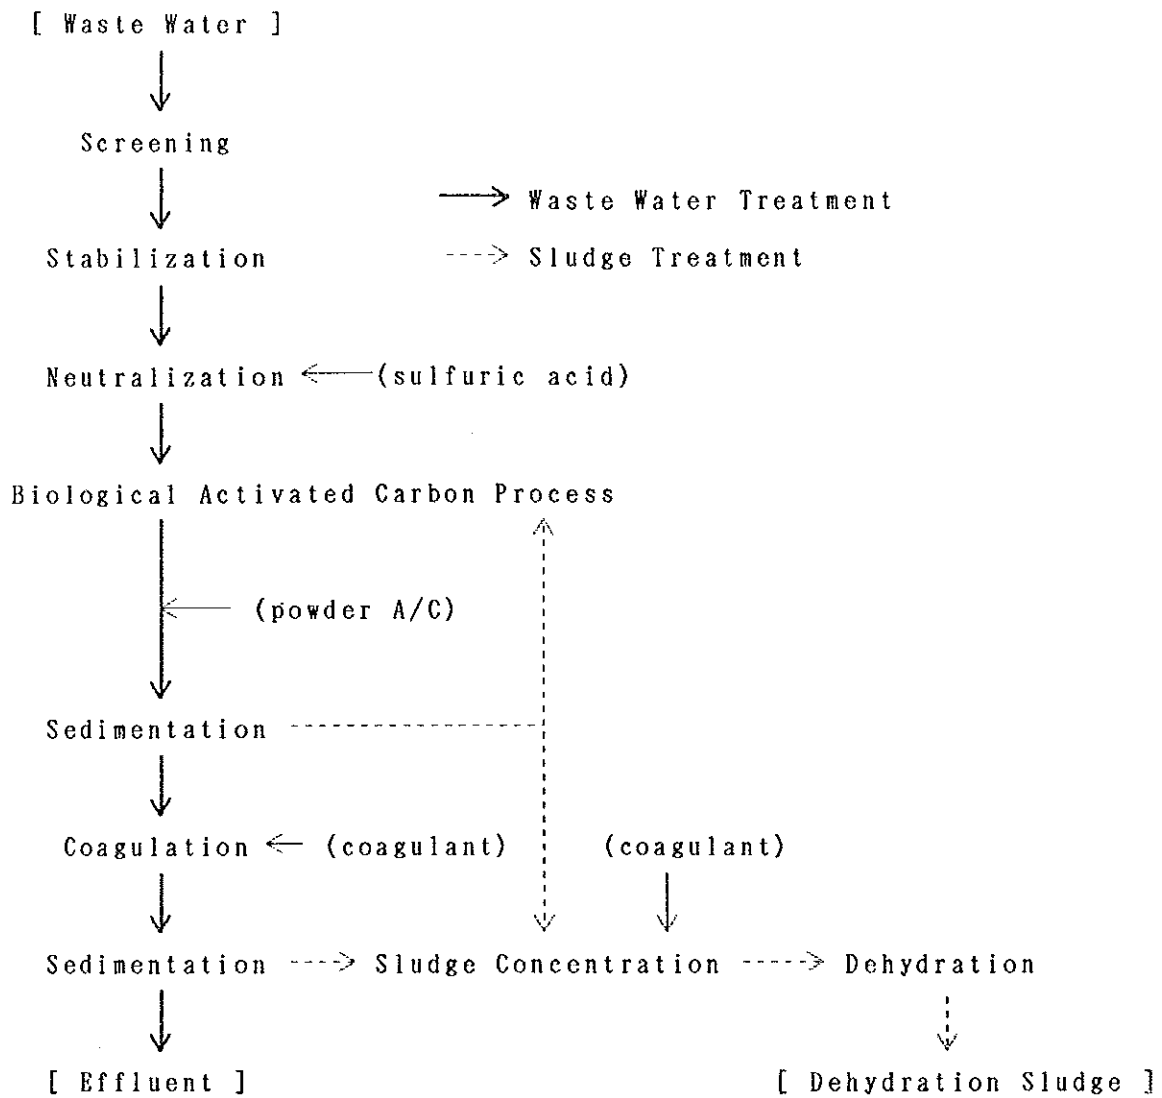 [ Waste Water ]
Screening
Waste Water Treatment
Stabilization
Sludge Treatment
Neutralization (sulfuric acid)
Biological Activated Carbon Process
(powder A/C)
Sedimentation
Coagulation (coagulant) (coagulant)
Sedimentation Sludge Concentration Dehydration
[ Effluent ] [ Dehydration Sludge ]